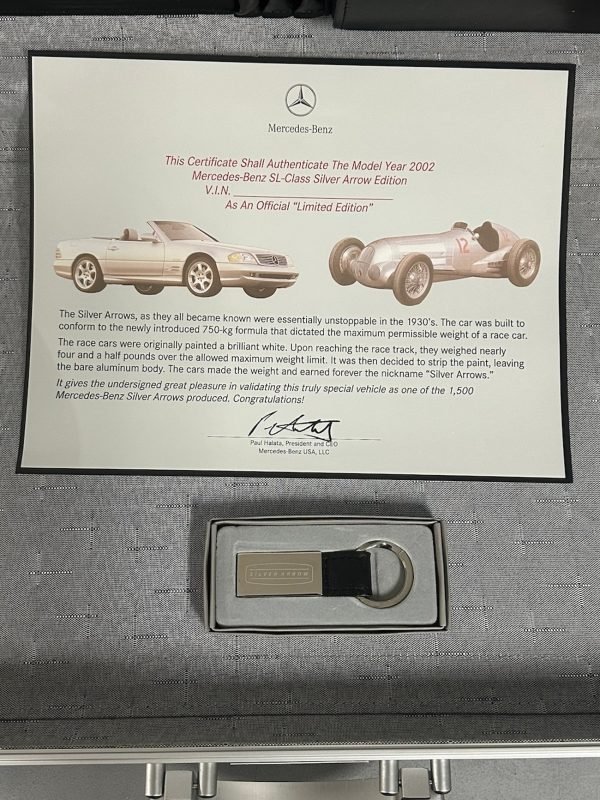 Mercedes-Benz
This Certificate Shall Authenticate The Model Year 2002
Mercedes-Benz SL-Class Silver Arrow Edition
V.I.N.
As An Official "Limited Edition"
12
The Silver Arrows, as they all became known were essentially unstoppable in the 1930's. The car was built to
conform to the newly introduced 750-kg formula that dictated the maximum permissible weight of a race car.
The race cars were originally painted a brilliant white. Upon reaching the race track, they weighed nearly
four and a half pounds over the allowed maximum weight limit. It was then decided to strip the paint, leaving
the bare aluminum body. The cars made the weight and earned forever the nickname "Silver Arrows."
It gives the undersigned great pleasure in validating this truly special vehicle as one of the 1,500
Mercedes-Benz Silver Arrows produced. Congratulations!
Paul Halata, President and CEO
Mercedes-Benz USA, LLC
SILVER ARROW